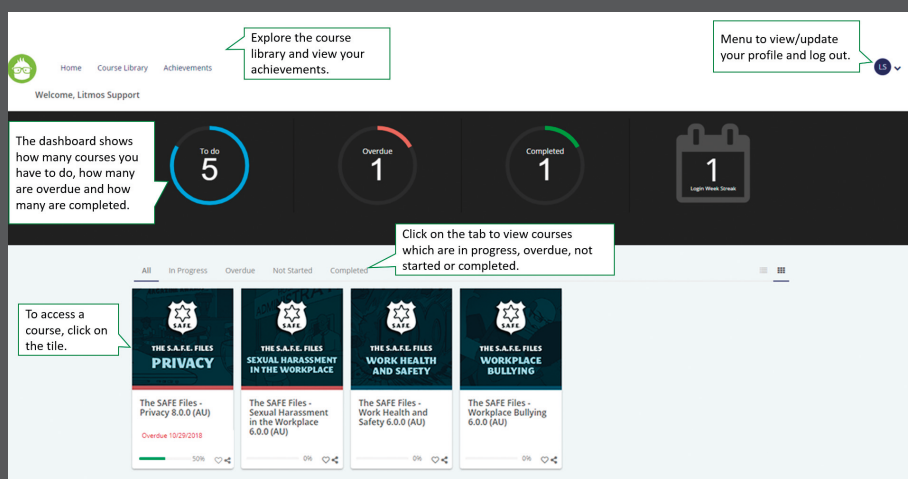 Explore the course
library and view your
achievements.
Menu to view/update
your profile and log out.
Home Course Library Achievements
LS
Welcome, Litmos Support
The dashboard shows
how many courses you
have to do, how many
are overdue and how
many are completed.
To do
5
Overdue
1
Completed
1
1
Login Week Streak
Click on the tab to view courses
which are in progress, overdue, not
started or completed.
All In Progress Overdue Not Started Completed
To access a
course, click on
the tile.
SAFE
THE S.A.F.E. FILES
PRIVACY
The SAFE Files -
Privacy 8.0.0 (AU)
Overdue 10/29/2018
50%
SAFE
THE S.A.F.E. FILES
SEXUAL HARASSMENT
IN THE WORKPLACE
The SAFE Files -
Sexual Harassment
in the Workplace
6.0.0 (AU)
0%
SAFE
THE S.A.F.E. FILES
WORK HEALTH
AND SAFETY
The SAFE Files -
Work Health and
Safety 6.0.0 (AU)
0%
SAFE
THE S.A.F.E. FILES
WORKPLACE
BULLYING
The SAFE Files -
Workplace Bullying
6.0.0 (AU)
0%